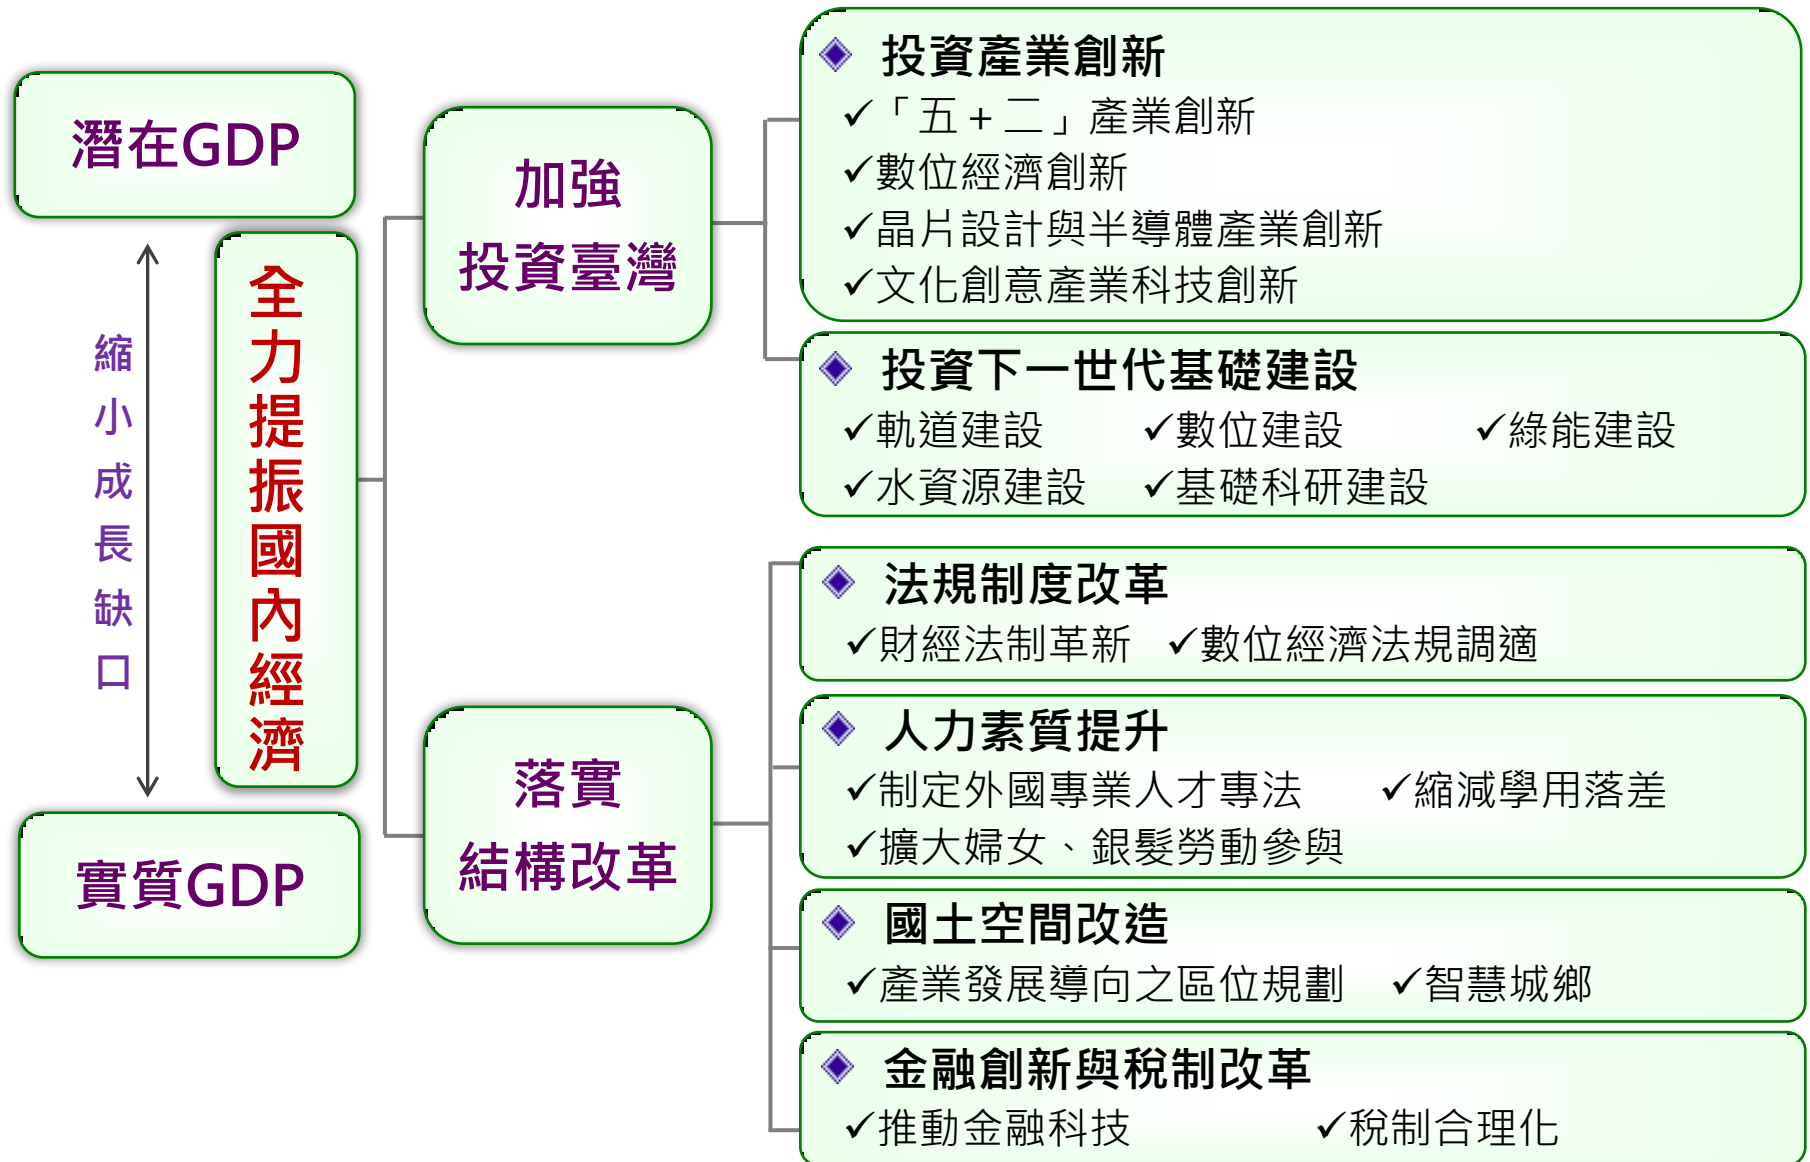 潛在GDP
縮小成長缺口
實質GDP
全力提振國內經濟
加強
投資臺灣
投資產業創新
✓「五+二」產業創新
✓數位經濟創新
✓晶片設計與半導體產業創新
✓文化創意產業科技創新
投資下一世代基礎建設
✓軌道建設 ✓數位建設 ✓綠能建設
✓水資源建設 ✓基礎科研建設
落實
結構改革
法規制度改革
✓財經法制革新 ✓數位經濟法規調適
人力素質提升
✓制定外國專業人才專法 ✓縮減學用落差
✓擴大婦女、銀髮勞動參與
國土空間改造
✓產業發展導向之區位規劃 ✓智慧城鄉
金融創新與稅制改革
✓推動金融科技 ✓稅制合理化